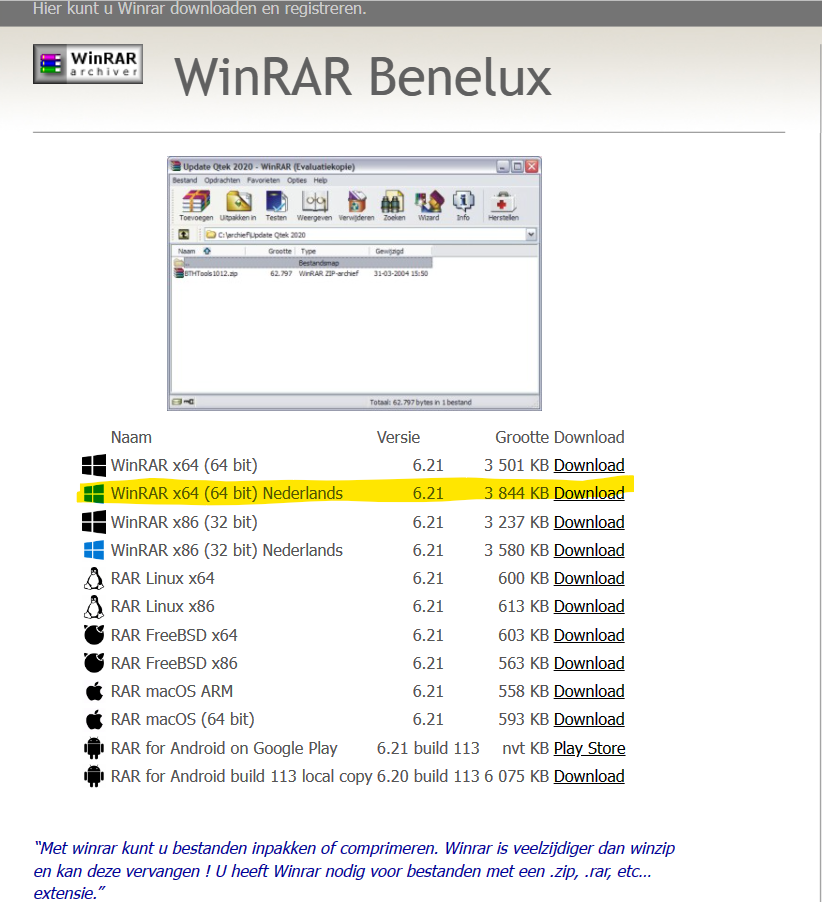 Hier kunt u Winrar downloaden en registreren.
WinRAR
archiver
WinRAR Benelux
Update Qtek 2020 - WinRAR (Evaluatiekopie)
Bestand Opdrachten Favorieten Opties Help
Toevoegen Uitpakken in Testen Weergeven Verwijderen Zoeken Wizard Info Herstellen
C:\archief\Update Qtek 2020
Naam Grootte Type Gewijzigd
.. Bestandsmap
BTHTools1012.zip 62.797 WinRAR ZIP-archief 31-03-2004 15:50
Totaal: 62.797 bytes in 1 bestand
Naam Versie Grootte Download
WinRAR x64 (64 bit) 6.21 3 501 KB Download
WinRAR x64 (64 bit) Nederlands 6.21 3 844 KB Download
WinRAR x86 (32 bit) 6.21 3 237 KB Download
WinRAR x86 (32 bit) Nederlands 6.21 3 580 KB Download
RAR Linux x64 6.21 600 KB Download
RAR Linux x86 6.21 613 KB Download
RAR FreeBSD x64 6.21 603 KB Download
RAR FreeBSD x86 6.21 563 KB Download
RAR macOS ARM 6.21 558 KB Download
RAR macOS (64 bit) 6.21 593 KB Download
RAR for Android on Google Play 6.21 build 113 nvt KB Play Store
RAR for Android build 113 local copy 6.20 build 113 6 075 KB Download
“Met winrar kunt u bestanden inpakken of comprimeren. Winrar is veelzijdiger dan winzip
en kan deze vervangen ! U heeft Winrar nodig voor bestanden met een .zip, .rar, etc…
extensie.”